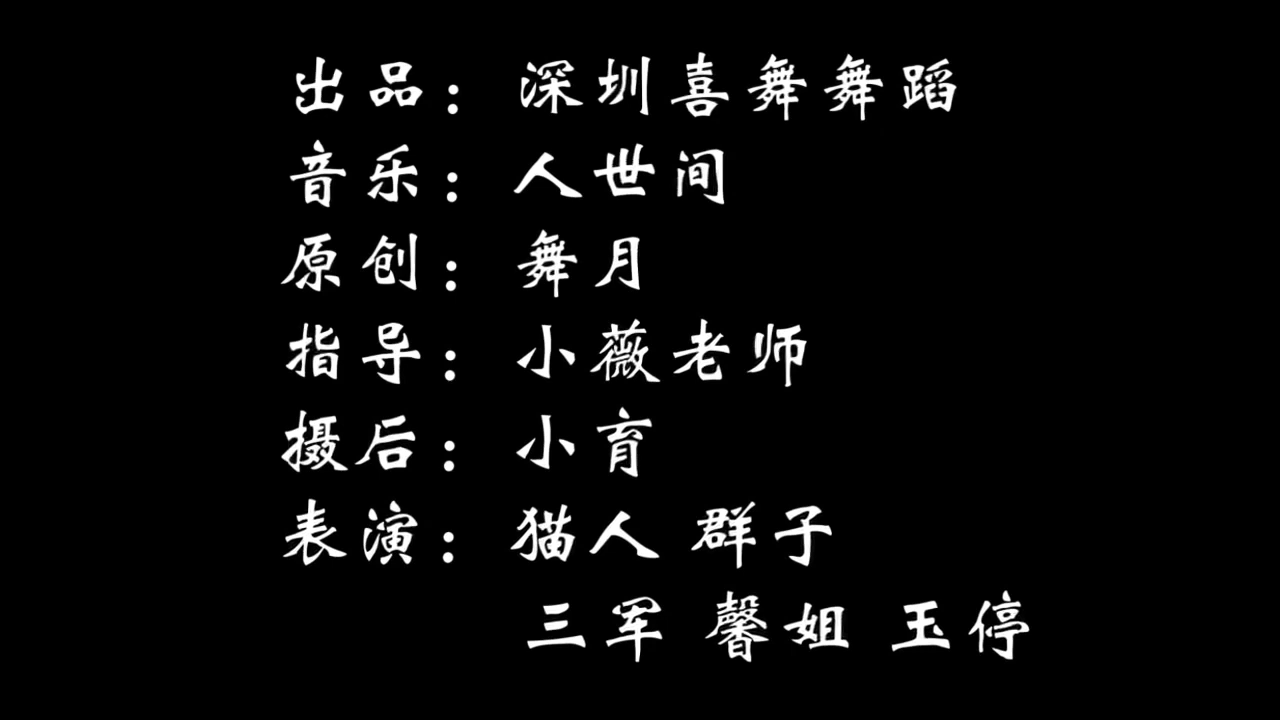 出品：深圳喜舞舞蹈
音乐：人世间
原创：舞月
指导：小薇老师
摄后：小育
表演：猫人 群子
三军 馨姐 玉停